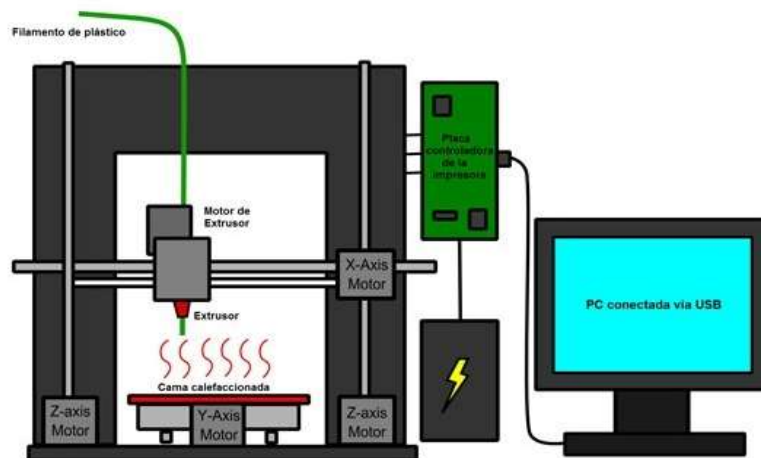 Filamento de plástico
Placa
controladora
de la
impresora
Motor de
Extrusor
X-Axis
Motor
PC conectada vía USB
Extrusor
Cama calefaccionada
Z-axis
Motor
Y-Axis
Motor
Z-axis
Motor